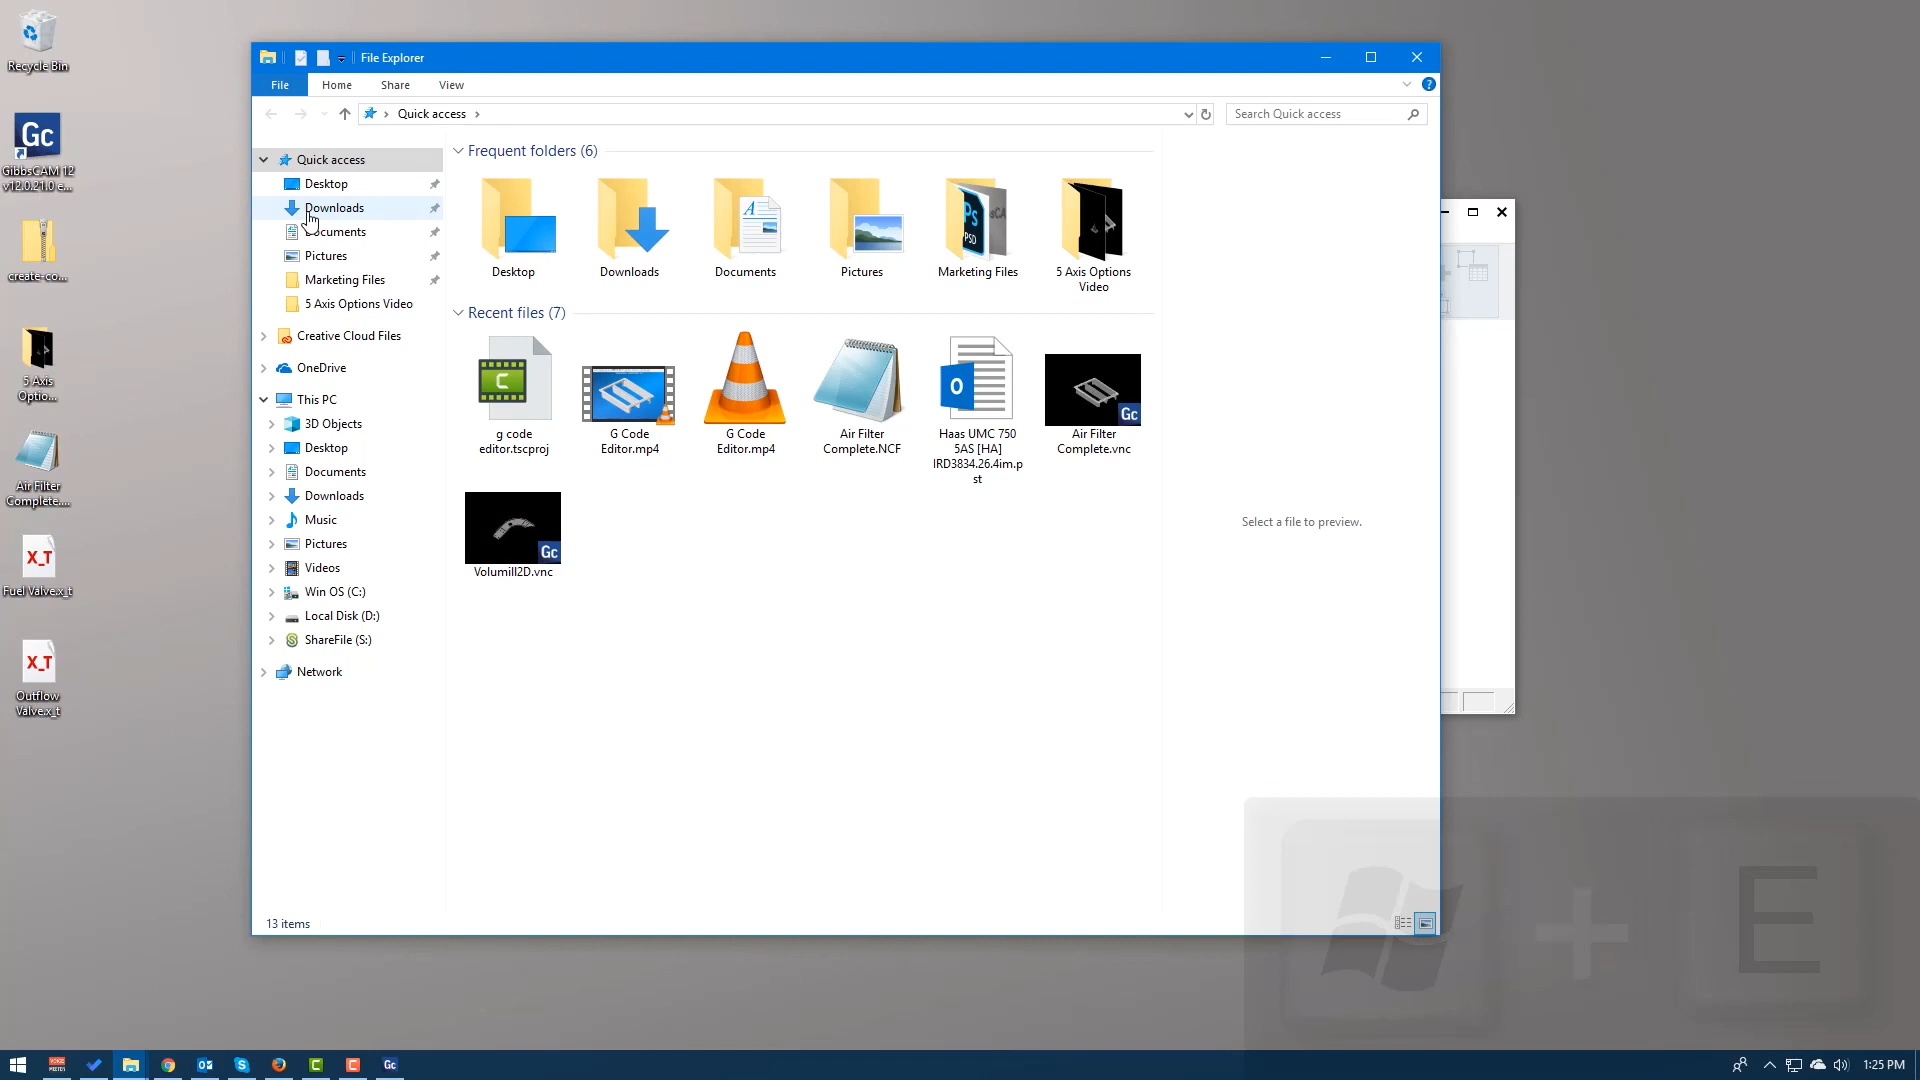 Recycle Bin
Gc
GibbsCAM 12
v12.0.21.0 e...
create-co...
5 Axis
Optio...
Air Filter
Complete....
X_T
Fuel Valve.x_t
X_T
Outflow
Valve.x_t
File Explorer
File
Home
Share
View
Quick access
Search Quick access
Quick access
Desktop
Downloads
Documents
Pictures
Marketing Files
5 Axis Options Video
Creative Cloud Files
OneDrive
This PC
3D Objects
Desktop
Documents
Downloads
Music
Pictures
Videos
Win OS (C:)
Local Disk (D:)
ShareFile (S:)
Network
Frequent folders (6)
Desktop
Downloads
Documents
Pictures
Ps
PSD
Marketing Files
5 Axis Options
Video
Recent files (7)
C
g code
editor.tscproj
G Code
Editor.mp4
G Code
Editor.mp4
Air Filter
Complete.NCF
Haas UMC 750
5AS [HA]
IRD3834.26.4im.p
st
Gc
Air Filter
Complete.vnc
Gc
Volumill2D.vnc
Select a file to preview.
13 items
+ E
Gc
1:25 PM